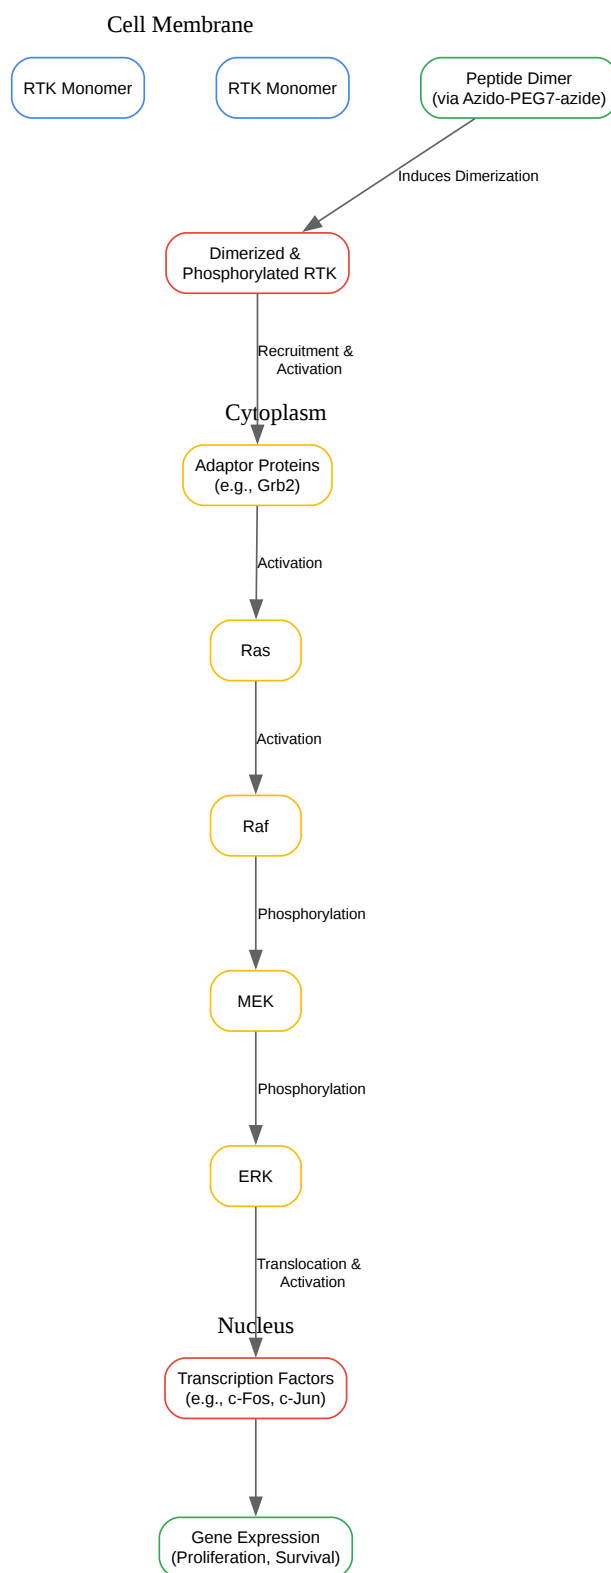 Cell Membrane
RTK Monomer
RTK Monomer
Peptide Dimer
(via Azido-PEG7-azide)
Induces Dimerization
Dimerized &
Phosphorylated RTK
Recruitment &
Activation
Cytoplasm
Adaptor Proteins
(e.g., Grb2)
Activation
Ras
Activation
Raf
Phosphorylation
MEK
Phosphorylation
ERK
Translocation &
Activation
Nucleus
Transcription Factors
(e.g., c-Fos, c-Jun)
Gene Expression
(Proliferation, Survival)